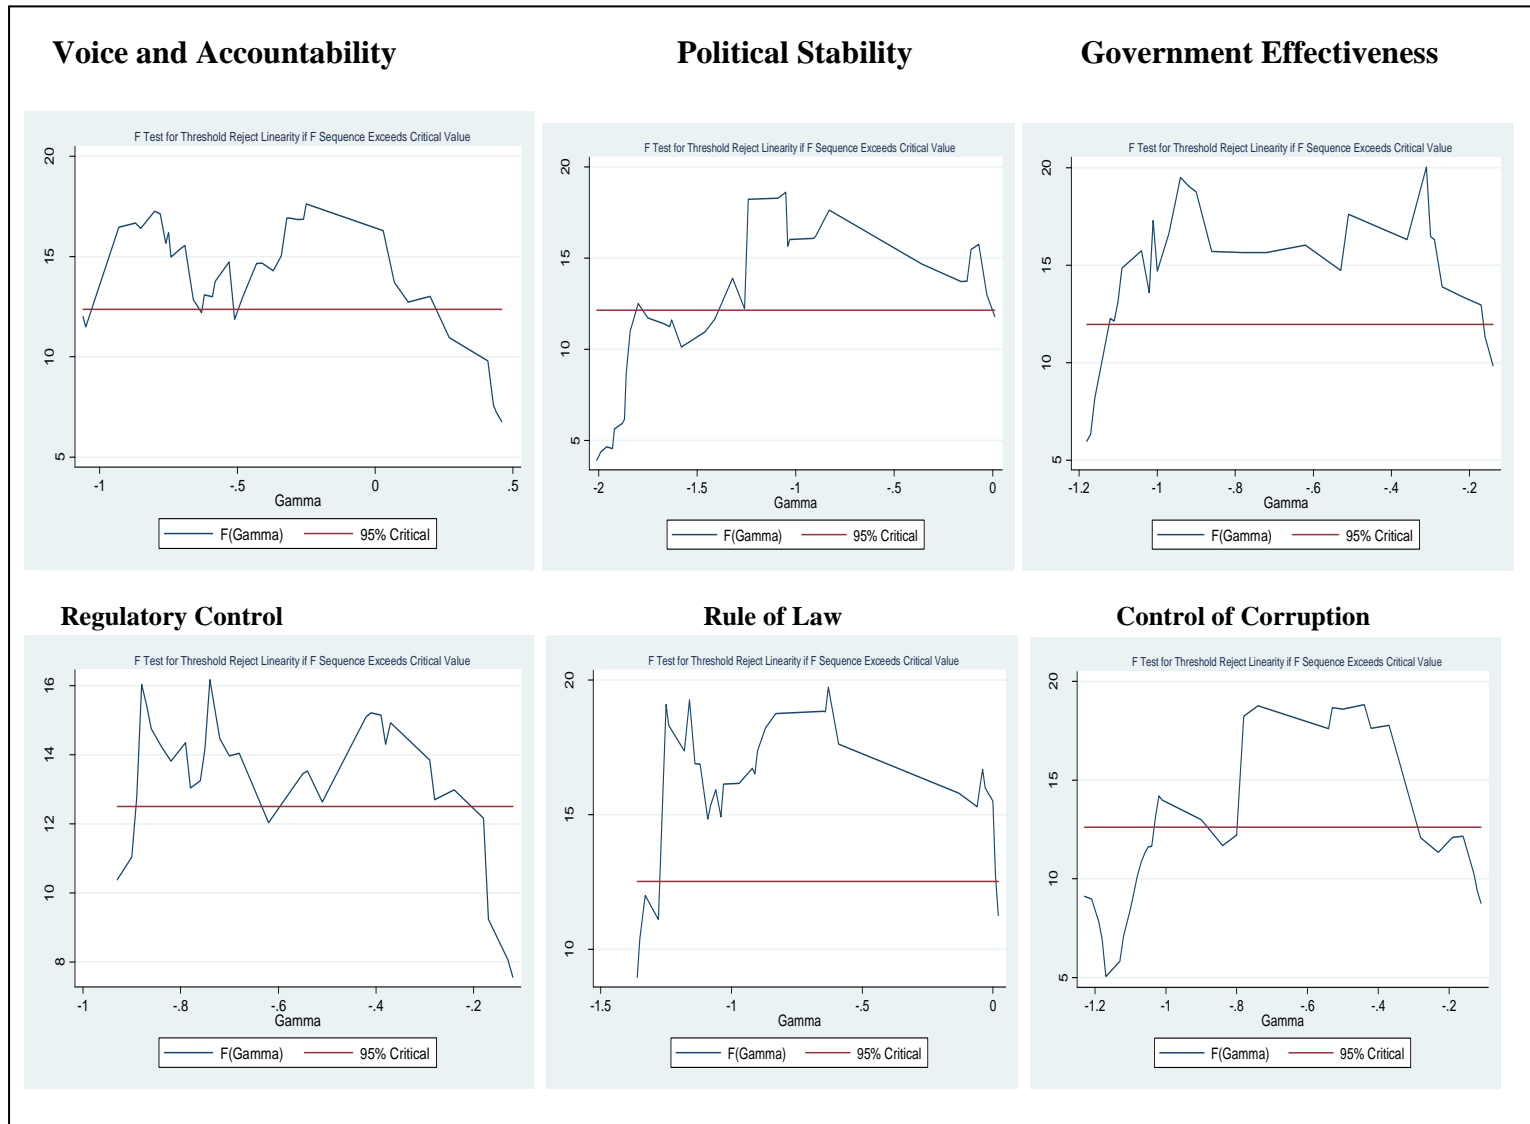 Voice and Accountability
Political Stability
Government Effectiveness
F Test for Threshold Reject Linearity if F Sequence Exceeds Critical Value
20
15
10
5
-1
-.5
0
.5
Gamma
F(Gamma)
95% Critical
F Test for Threshold Reject Linearity if F Sequence Exceeds Critical Value
20
15
10
5
-2
-1.5
-1
-.5
0
Gamma
F(Gamma)
95% Critical
F Test for Threshold Reject Linearity if F Sequence Exceeds Critical Value
20
15
10
5
-1.2
-1
-.8
-.6
-.4
-.2
Gamma
F(Gamma)
95% Critical
Regulatory Control
Rule of Law
Control of Corruption
F Test for Threshold Reject Linearity if F Sequence Exceeds Critical Value
16
14
12
10
8
-1
-.8
-.6
-.4
-.2
Gamma
F(Gamma)
95% Critical
F Test for Threshold Reject Linearity if F Sequence Exceeds Critical Value
20
15
10
-1.5
-1
-.5
0
Gamma
F(Gamma)
95% Critical
F Test for Threshold Reject Linearity if F Sequence Exceeds Critical Value
20
15
10
5
-1.2
-1
-.8
-.6
-.4
-.2
Gamma
F(Gamma)
95% Critical